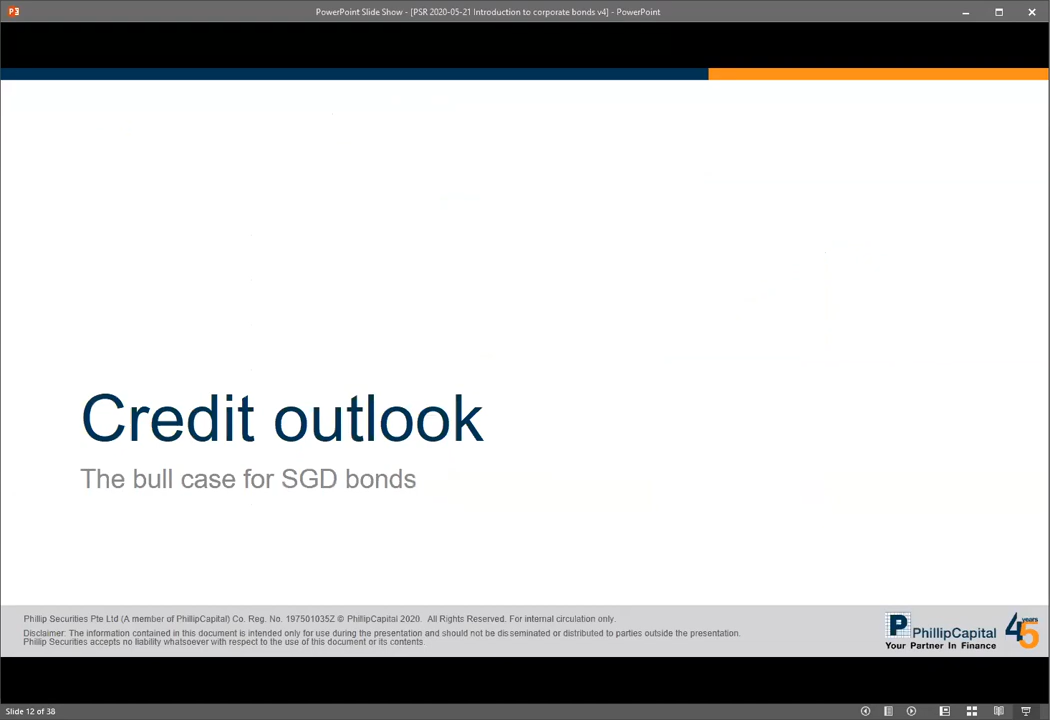 PowerPoint Slide Show - [PSR 2020-05-21 Introduction to corporate bonds v4] - PowerPoint
Credit outlook
The bull case for SGD bonds
Phillip Securities Pte Ltd (A member of PhillipCapital) Co. Reg. No. 197501035Z © PhillipCapital 2020. All Rights Reserved. For internal circulation only.
Disclaimer: The information contained in this document is intended only for use during the presentation and should not be disseminated or distributed to parties outside the presentation.
Phillip Securities accepts no liability whatsoever with respect to the use of this document or its contents.
P PhillipCapital
Your Partner In Finance
45 years
Slide 12 of 38